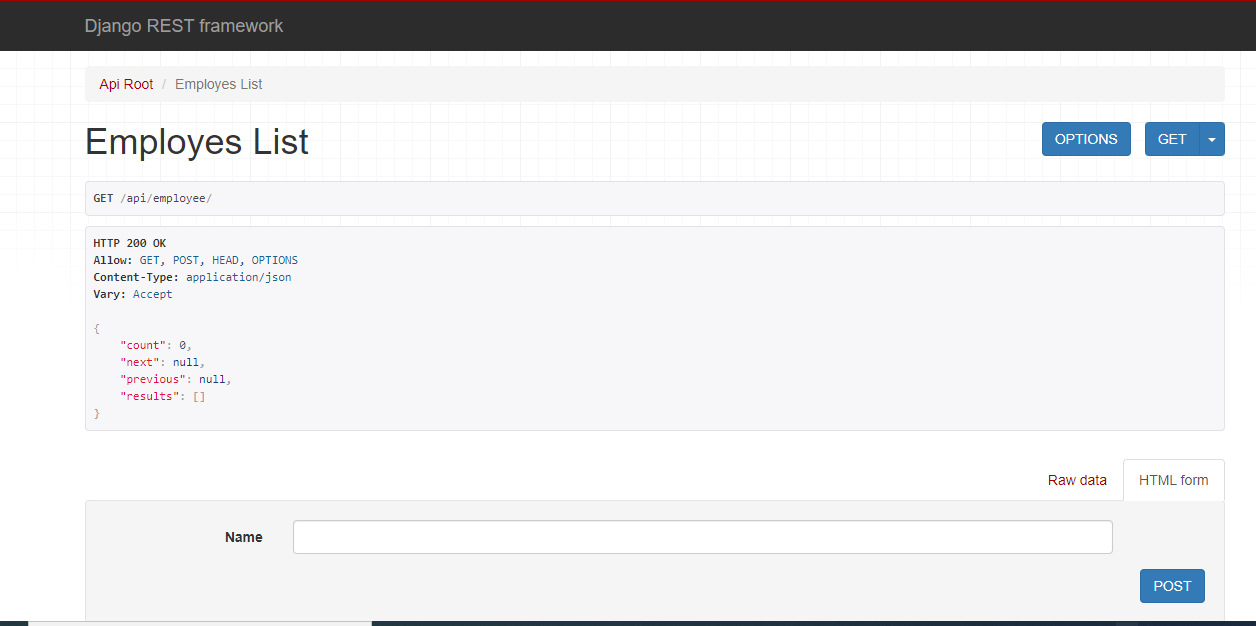 Django REST framework
Api Root / Employes List
Employes List
OPTIONS
GET
GET /api/employee/
HTTP 200 OK
Allow: GET, POST, HEAD, OPTIONS
Content-Type: application/json
Vary: Accept
{
"count": 0,
"next": null,
"previous": null,
"results": []
}
Raw data
HTML form
Name
POST